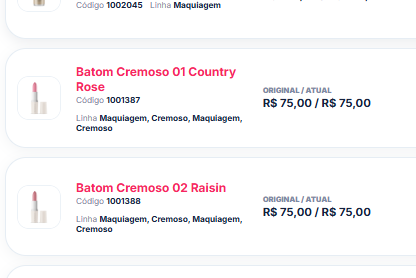 Código 1002045 Linha Maquiagem
Batom Cremoso 01 Country
Rose
Código 1001387
Linha Maquiagem, Cremoso, Maquiagem,
Cremoso
ORIGINAL / ATUAL
R$ 75,00 / R$ 75,00
Batom Cremoso 02 Raisin
Código 1001388
Linha Maquiagem, Cremoso, Maquiagem,
Cremoso
ORIGINAL / ATUAL
R$ 75,00 / R$ 75,00